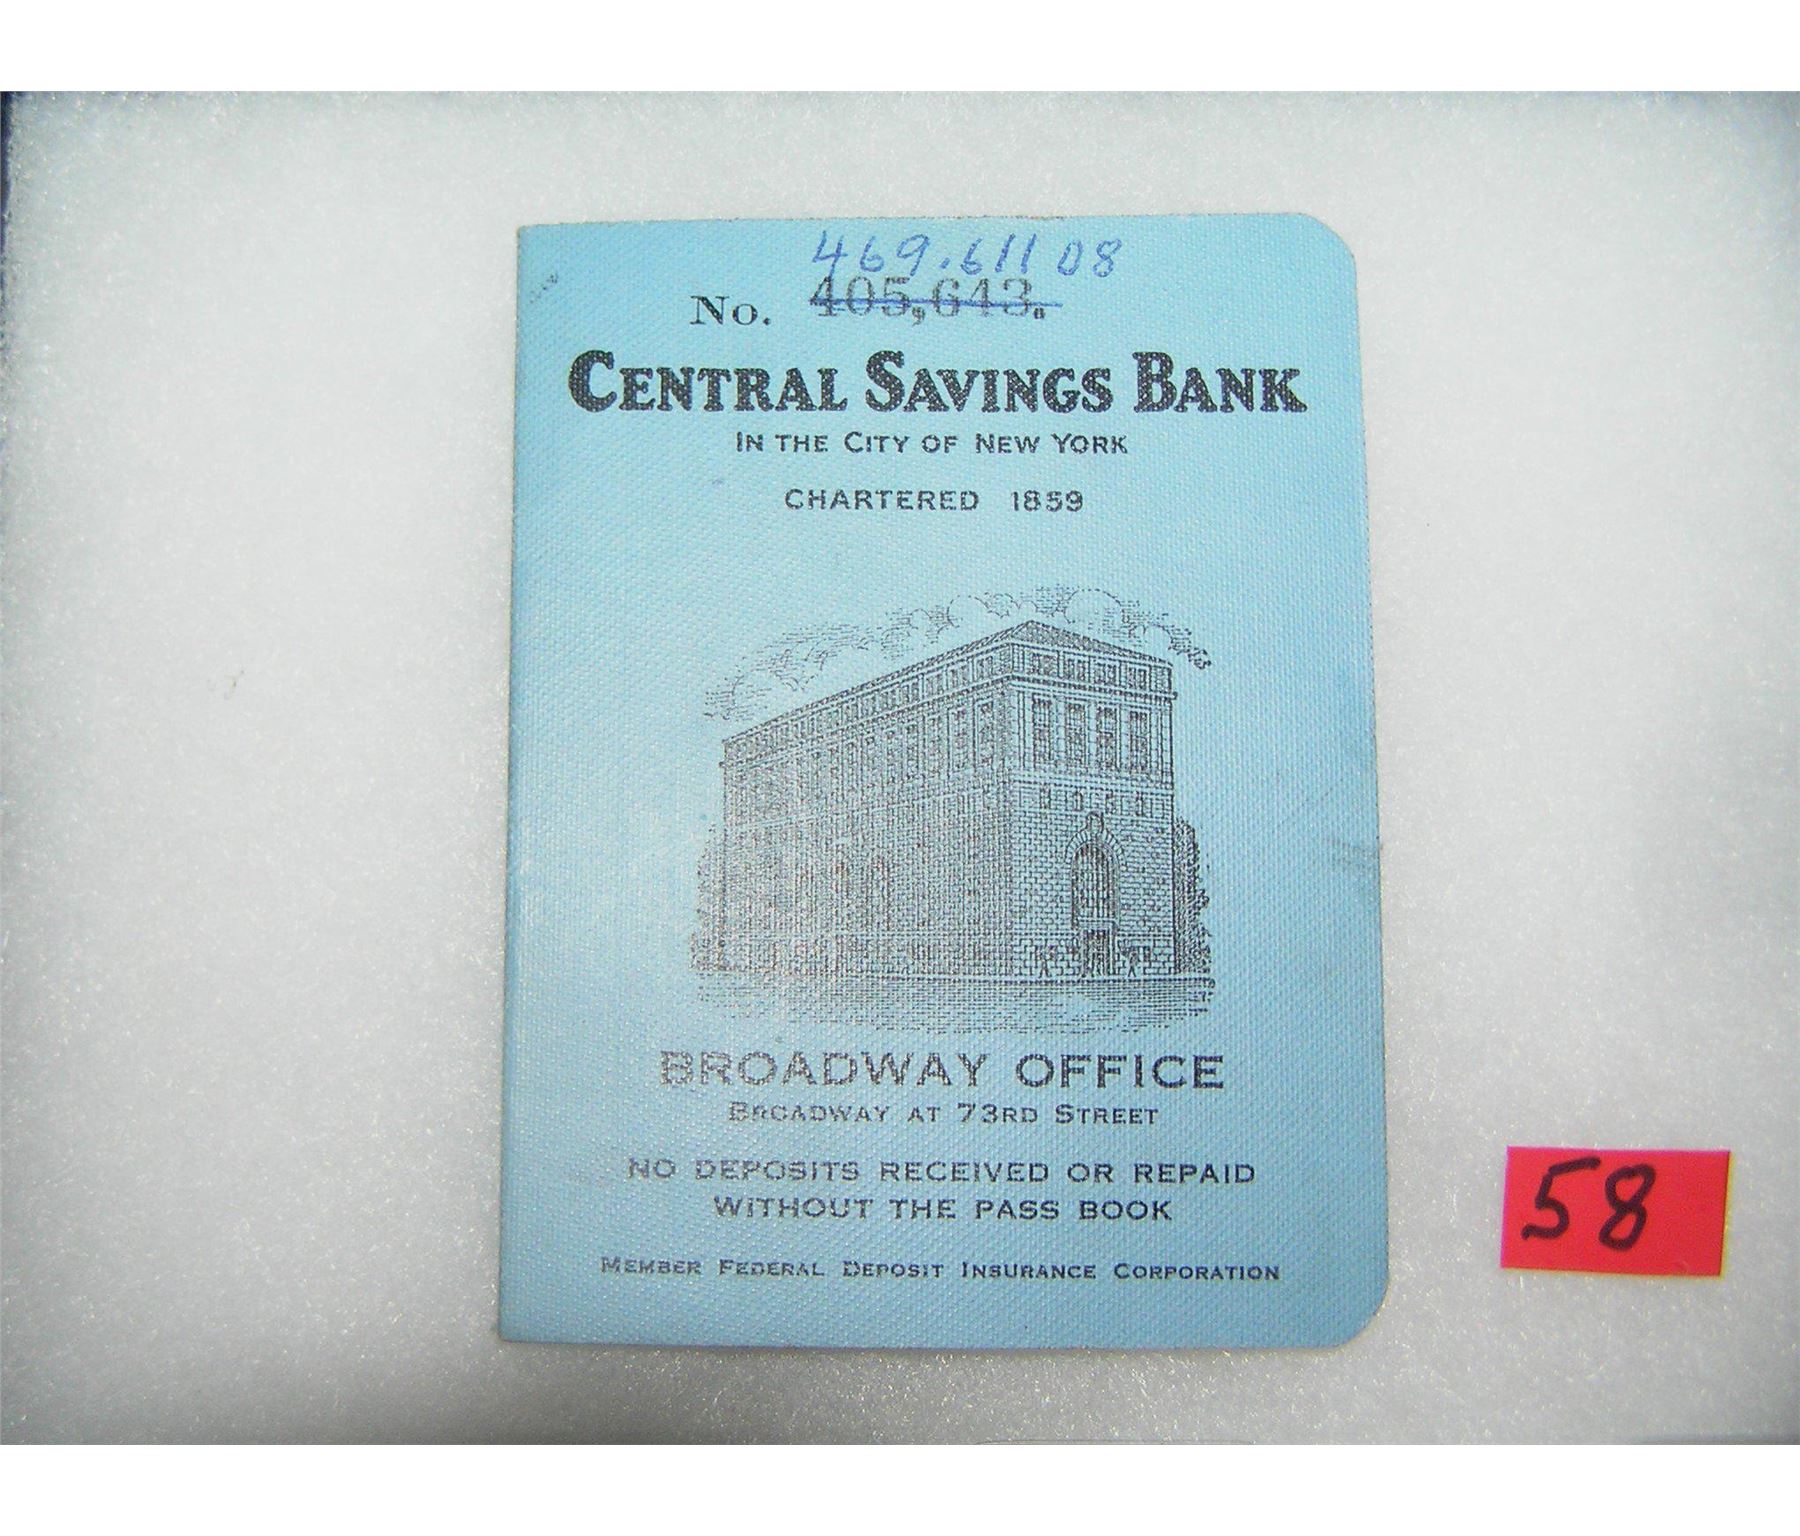 469.611 08
No. 405,643.
CENTRAL SAVINGS BANK
IN THE CITY OF NEW YORK
CHARTERED 1859
BROADWAY OFFICE
BROADWAY AT 73RD STREET
NO DEPOSITS RECEIVED OR REPAID
WITHOUT THE PASS BOOK
MEMBER FEDERAL DEPOSIT INSURANCE CORPORATION
58